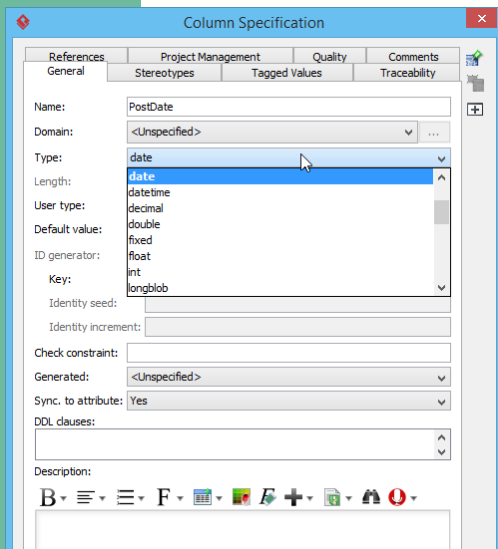 Column Specification
References Project Management Quality Comments
General Stereotypes Tagged Values Traceability
Name: PostDate
Domain: <Unspecified> ...
Type: date
Length: date
datetime
User type: decimal
Default value: double
fixed
ID generator: float
Key: int
longblob
Identity seed:
Identity increment:
Check constraint:
Generated: <Unspecified>
Sync. to attribute: Yes
DDL clauses:
Description:
B F F